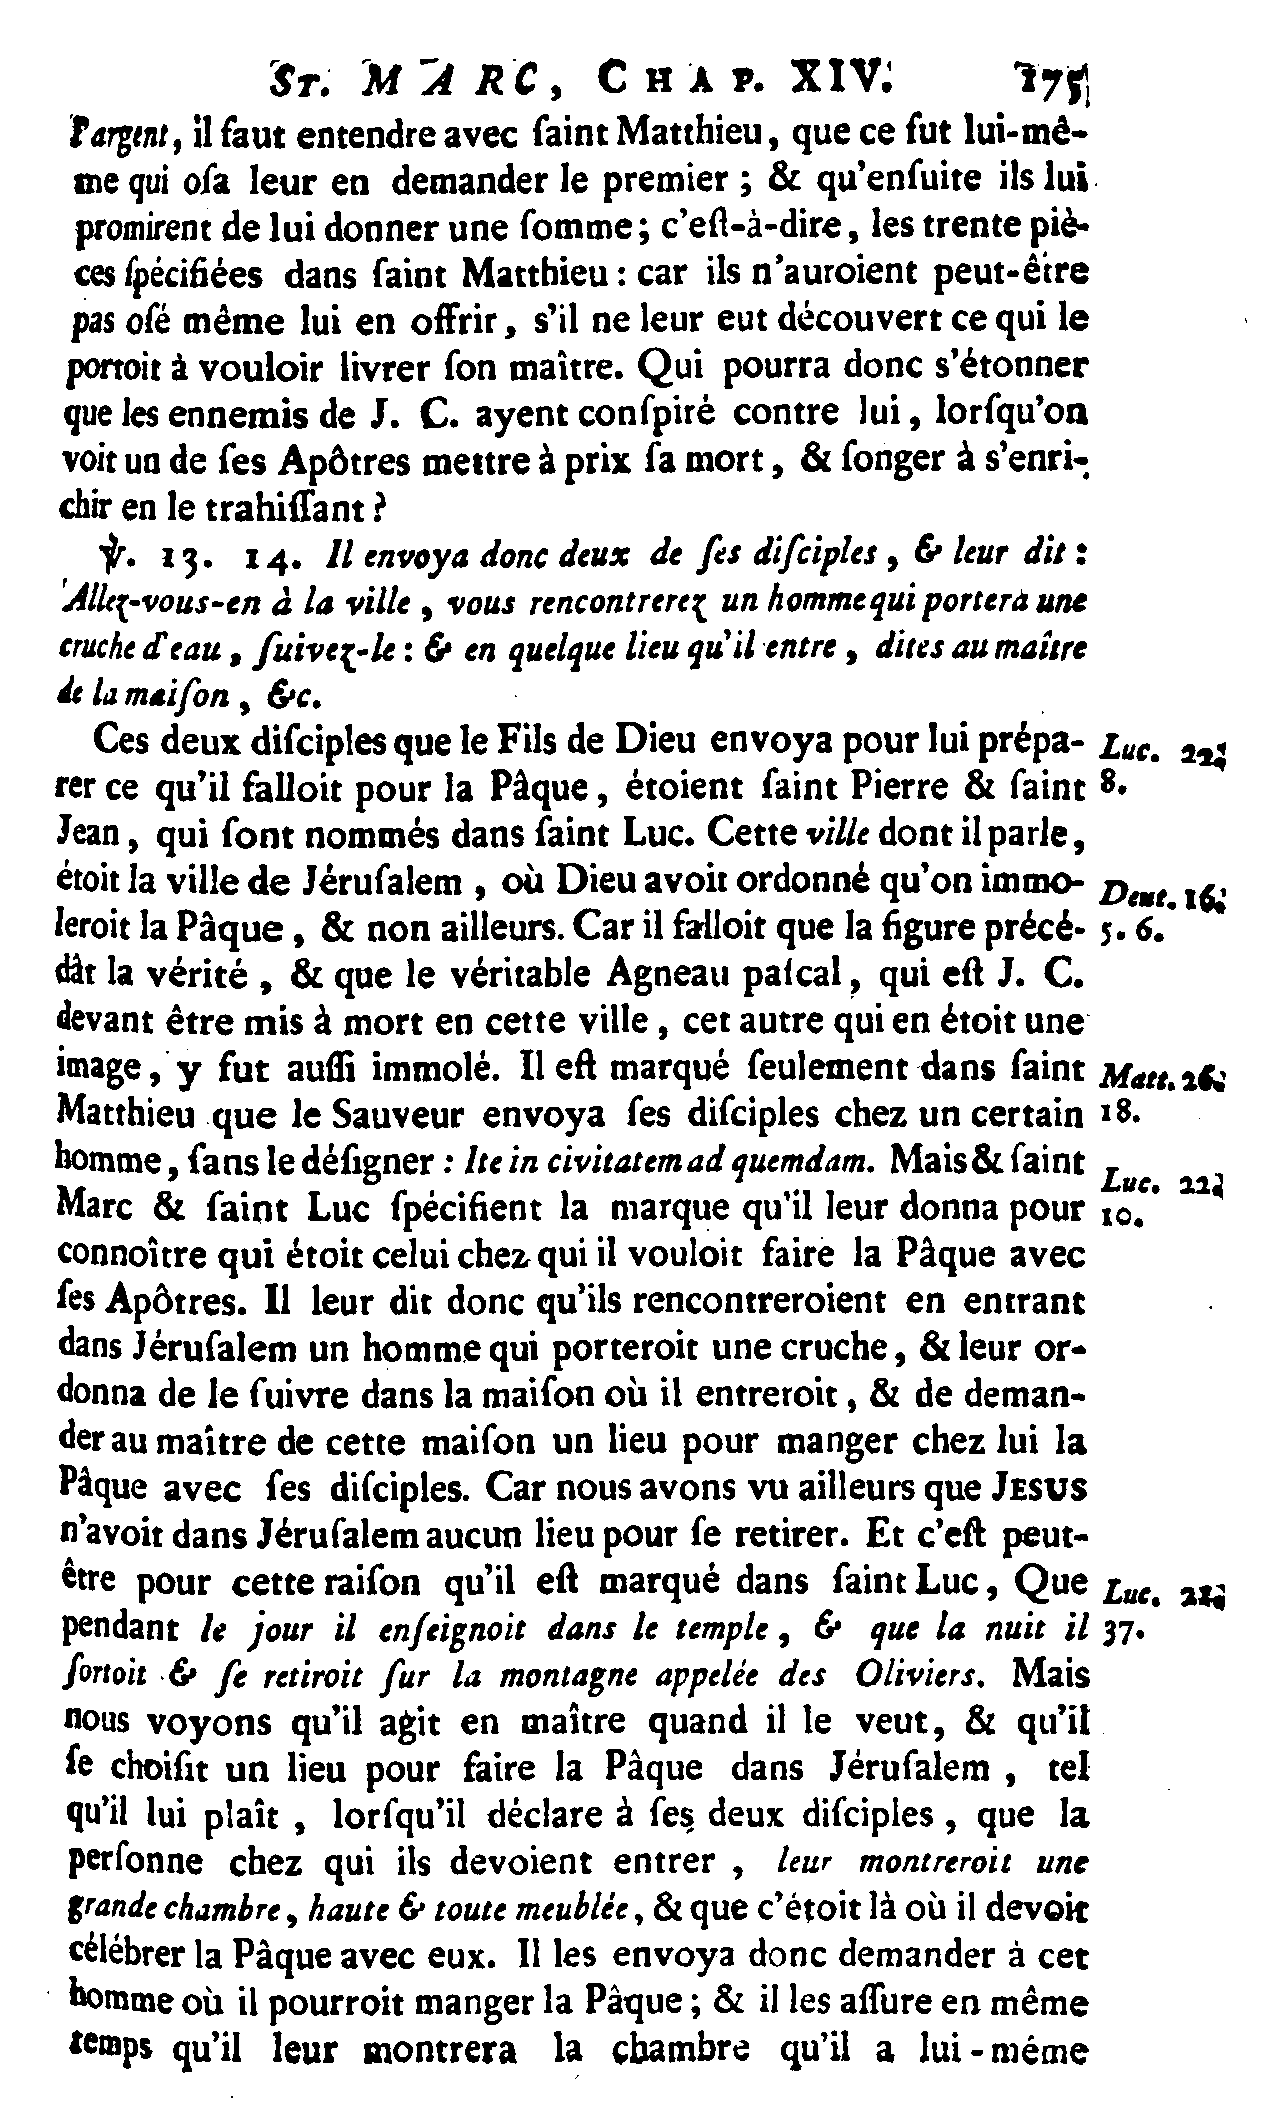 ST. MARC, CHAP. XIV. 175
l'argent, il faut entendre avec ſaint Matthieu, que ce fut lui-mê-
me qui oſa leur en demander le premier ; & qu'enſuite ils lui
promirent de lui donner une ſomme ; c'eſt-à-dire, les trente piè-
ces ſpécifiées dans ſaint Matthieu : car ils n'auroient peut-être
pas oſé même lui en offrir, s'il ne leur eut découvert ce qui le
portoit à vouloir livrer ſon maître. Qui pourra donc s'étonner
que les ennemis de J. C. ayent conſpiré contre lui, lorſqu'on
voit un de ſes Apôtres mettre à prix ſa mort, & ſonger à s'enri-
chir en le trahiſſant ?
℣. 13. 14. Il envoya donc deux de ſes diſciples, & leur dit :
Allez-vous-en à la ville, vous rencontrerez un homme qui portera une
cruche d'eau, ſuivez-le : & en quelque lieu qu'il entre, dites au maître
de la maiſon, &c.
Ces deux diſciples que le Fils de Dieu envoya pour lui prépa- Luc. 22.
rer ce qu'il falloit pour la Pâque, étoient ſaint Pierre & ſaint 8.
Jean, qui ſont nommés dans ſaint Luc. Cette ville dont il parle,
étoit la ville de Jéruſalem, où Dieu avoit ordonné qu'on immo- Deut. 16.
leroit la Pâque, & non ailleurs. Car il falloit que la figure précé- 5. 6.
dât la vérité, & que le véritable Agneau paſcal, qui eſt J. C.
devant être mis à mort en cette ville, cet autre qui en étoit une
image, y fut auſſi immolé. Il eſt marqué ſeulement dans ſaint Matt. 26.
Matthieu que le Sauveur envoya ſes diſciples chez un certain 18.
homme, ſans le déſigner : Ite in civitatem ad quemdam. Mais & ſaint Luc. 22.
Marc & ſaint Luc ſpécifient la marque qu'il leur donna pour 10.
connoître qui étoit celui chez qui il vouloit faire la Pâque avec
ſes Apôtres. Il leur dit donc qu'ils rencontreroient en entrant
dans Jéruſalem un homme qui porteroit une cruche, & leur or-
donna de le ſuivre dans la maiſon où il entreroit, & de deman-
der au maître de cette maiſon un lieu pour manger chez lui la
Pâque avec ſes diſciples. Car nous avons vu ailleurs que JESUS
n'avoit dans Jéruſalem aucun lieu pour ſe retirer. Et c'eſt peut-
être pour cette raiſon qu'il eſt marqué dans ſaint Luc, Que Luc. 21.
pendant le jour il enſeignoit dans le temple, & que la nuit il 37.
ſortoit & ſe retiroit ſur la montagne appelée des Oliviers. Mais
nous voyons qu'il agit en maître quand il le veut, & qu'il
ſe choiſit un lieu pour faire la Pâque dans Jéruſalem, tel
qu'il lui plaît, lorſqu'il déclare à ſes deux diſciples, que la
perſonne chez qui ils devoient entrer, leur montreroit une
grande chambre, haute & toute meublée, & que c'étoit là où il devoit
célébrer la Pâque avec eux. Il les envoya donc demander à cet
homme où il pourroit manger la Pâque ; & il les aſſure en même
temps qu'il leur montrera la chambre qu'il a lui-même